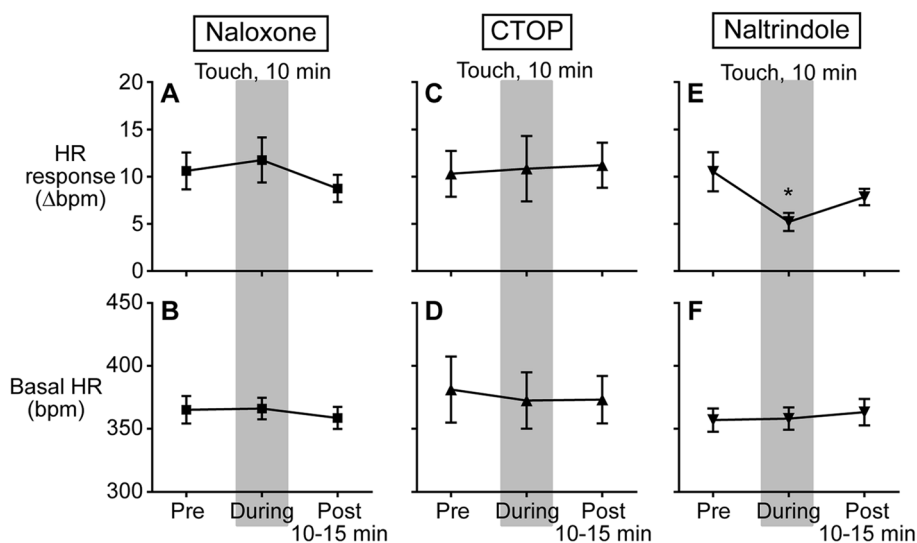 Naloxone
CTOP
Naltrindole
Touch, 10 min
Touch, 10 min
Touch, 10 min
HR
response
(Δbpm)
20
15
10
5
0
A
C
E
*
Basal HR
(bpm)
450
400
350
300
B
D
F
Pre
During
Post
10-15 min
Pre
During
Post
10-15 min
Pre
During
Post
10-15 min